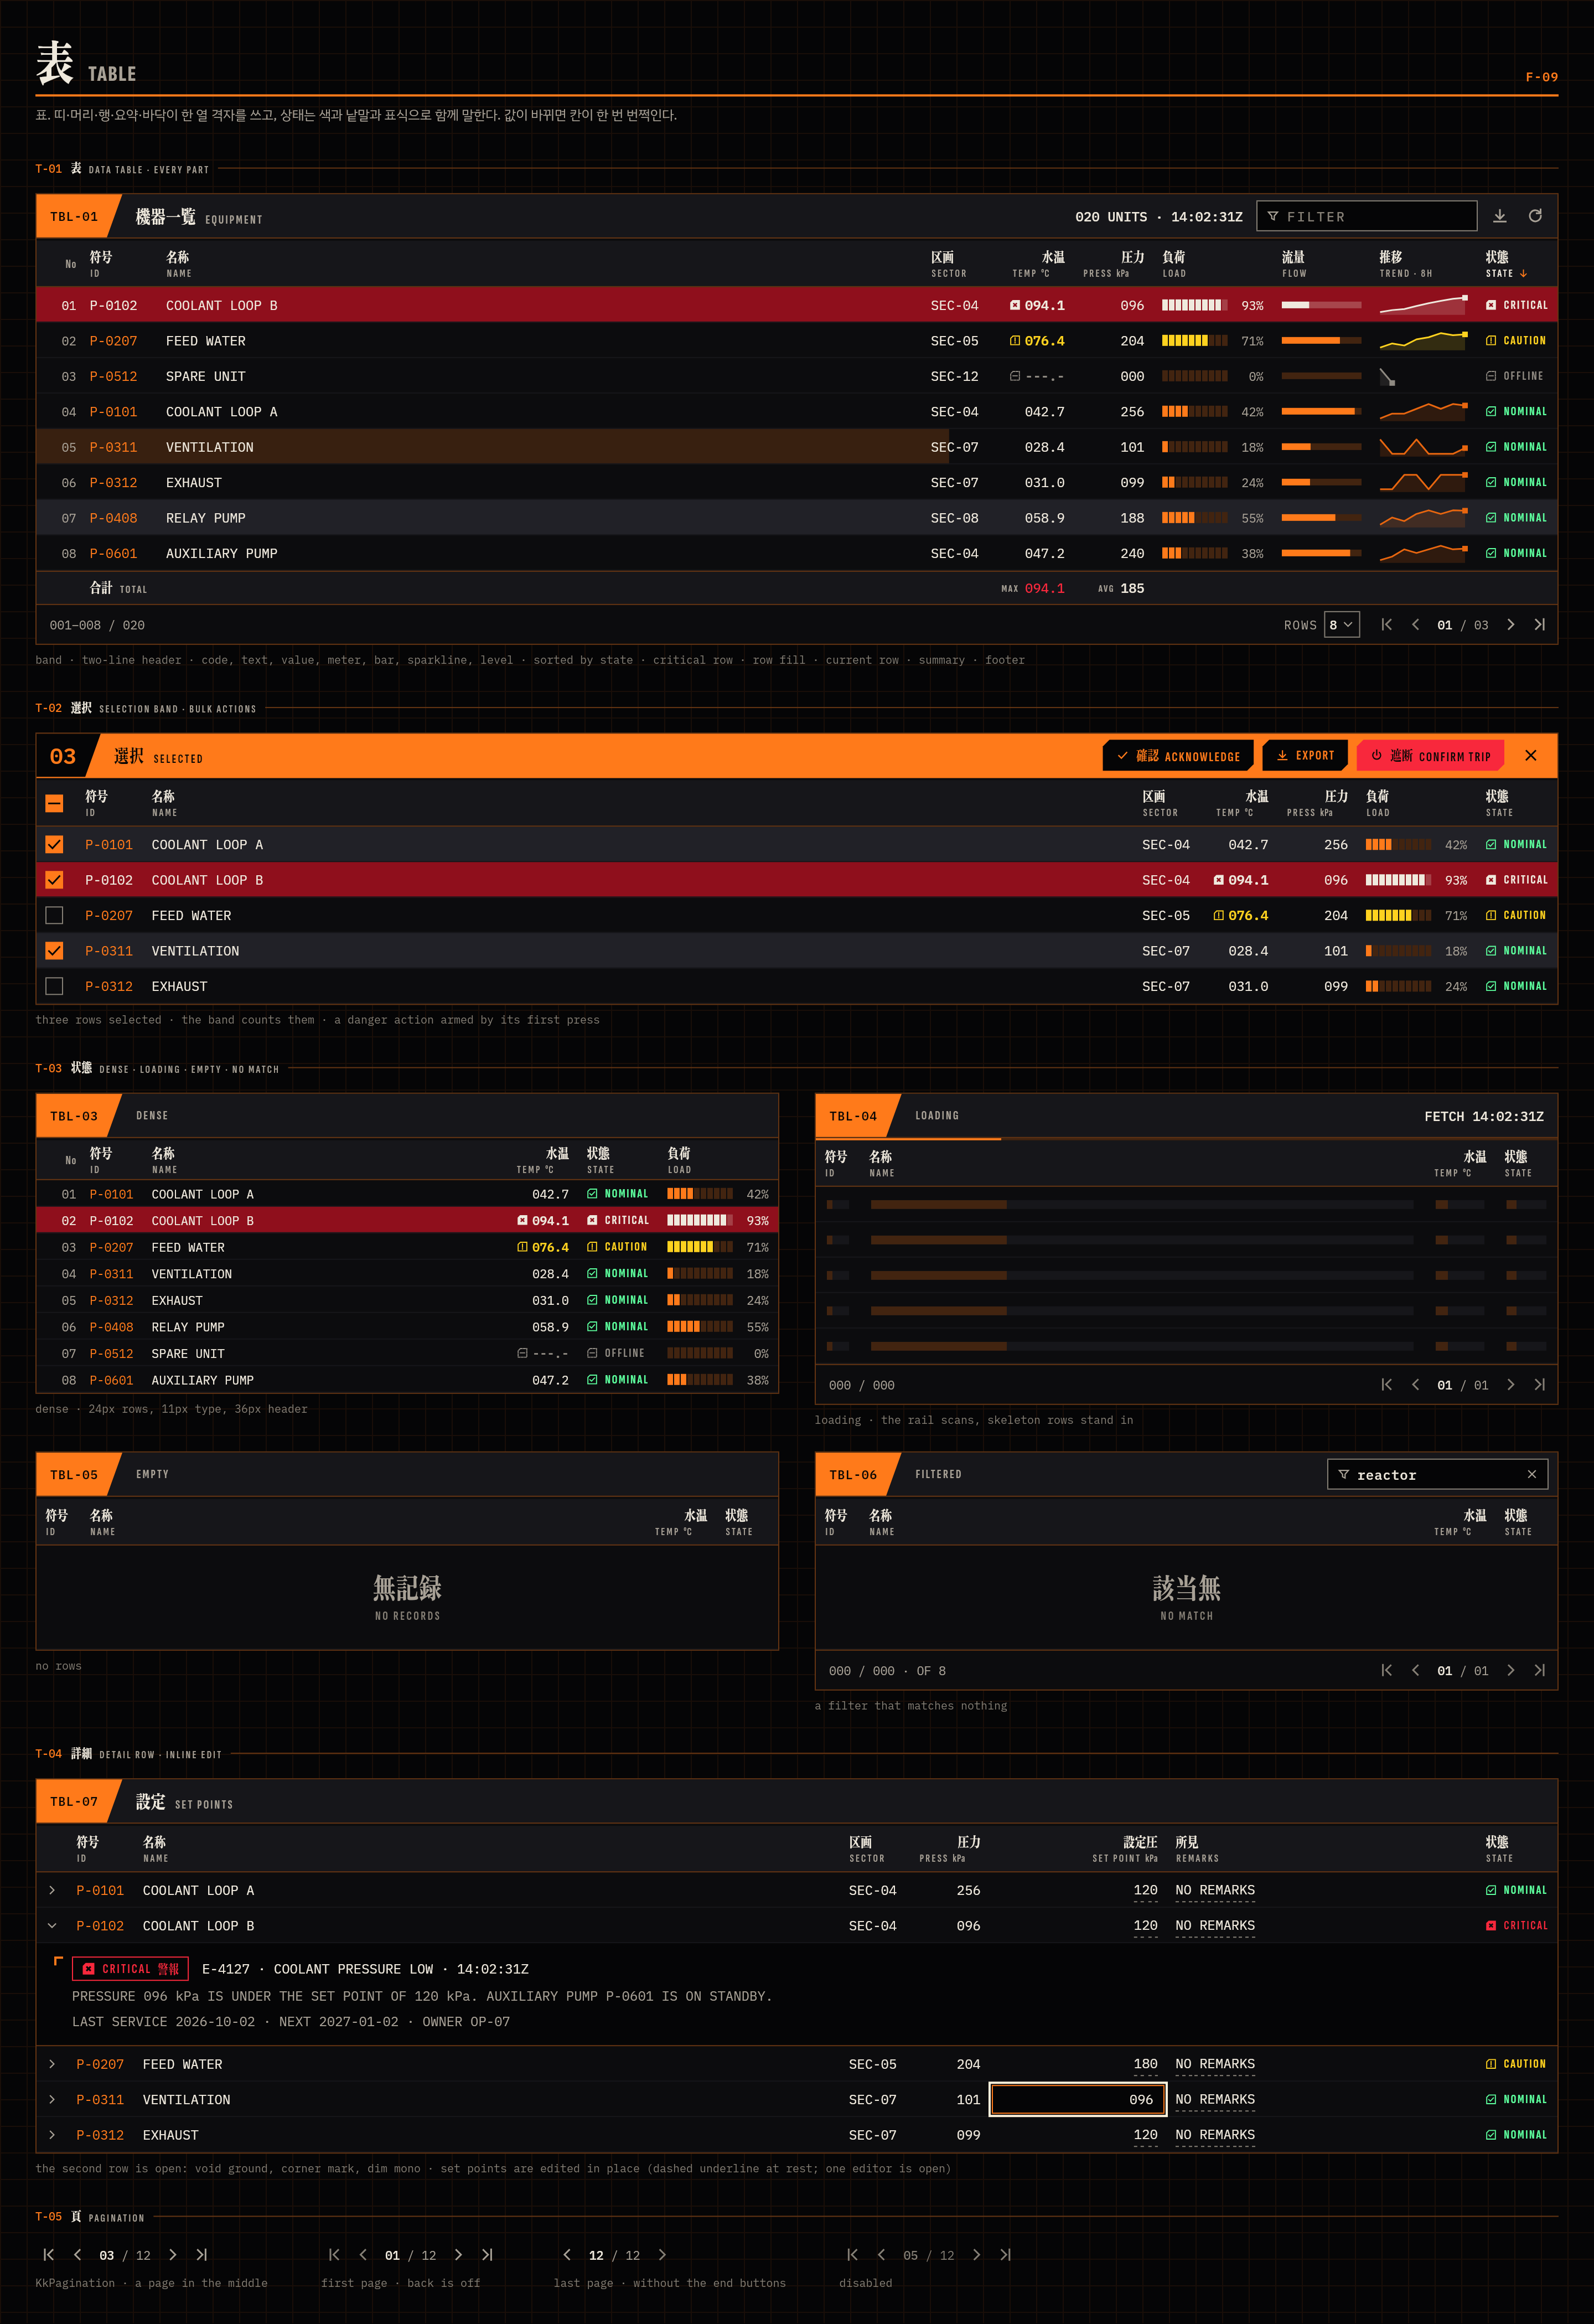 表 TABLE
F-09
표. 띠·머리·행·요약·바닥이 한 열 격자를 쓰고, 상태는 색과 낱말과 표식으로 함께 말한다. 값이 바뀌면 칸이 한 번 번쩍인다.
T-01 表 DATA TABLE · EVERY PART
TBL-01 機器一覧 EQUIPMENT 020 UNITS · 14:02:31Z FILTER
No 符号 名称 区画 水温 圧力 負荷 流量 推移 状態
ID NAME SECTOR TEMP °C PRESS kPa LOAD FLOW TREND · 8H STATE ↓
01 P-0102 COOLANT LOOP B SEC-04 094.1 096 93% CRITICAL
02 P-0207 FEED WATER SEC-05 076.4 204 71% CAUTION
03 P-0512 SPARE UNIT SEC-12 ---.- 000 0% OFFLINE
04 P-0101 COOLANT LOOP A SEC-04 042.7 256 42% NOMINAL
05 P-0311 VENTILATION SEC-07 028.4 101 18% NOMINAL
06 P-0312 EXHAUST SEC-07 031.0 099 24% NOMINAL
07 P-0408 RELAY PUMP SEC-08 058.9 188 55% NOMINAL
08 P-0601 AUXILIARY PUMP SEC-04 047.2 240 38% NOMINAL
合計 TOTAL MAX 094.1 AVG 185
001–008 / 020 ROWS 8 01 / 03
band · two-line header · code, text, value, meter, bar, sparkline, level · sorted by state · critical row · row fill · current row · summary · footer
T-02 選択 SELECTION BAND · BULK ACTIONS
03 選択 SELECTED 確認 ACKNOWLEDGE EXPORT 遮断 CONFIRM TRIP
符号 名称 区画 水温 圧力 負荷 状態
ID NAME SECTOR TEMP °C PRESS kPa LOAD STATE
P-0101 COOLANT LOOP A SEC-04 042.7 256 42% NOMINAL
P-0102 COOLANT LOOP B SEC-04 094.1 096 93% CRITICAL
P-0207 FEED WATER SEC-05 076.4 204 71% CAUTION
P-0311 VENTILATION SEC-07 028.4 101 18% NOMINAL
P-0312 EXHAUST SEC-07 031.0 099 24% NOMINAL
three rows selected · the band counts them · a danger action armed by its first press
T-03 状態 DENSE · LOADING · EMPTY · NO MATCH
TBL-03 DENSE
No 符号 名称 水温 状態 負荷
ID NAME TEMP °C STATE LOAD
01 P-0101 COOLANT LOOP A 042.7 NOMINAL 42%
02 P-0102 COOLANT LOOP B 094.1 CRITICAL 93%
03 P-0207 FEED WATER 076.4 CAUTION 71%
04 P-0311 VENTILATION 028.4 NOMINAL 18%
05 P-0312 EXHAUST 031.0 NOMINAL 24%
06 P-0408 RELAY PUMP 058.9 NOMINAL 55%
07 P-0512 SPARE UNIT ---.- OFFLINE 0%
08 P-0601 AUXILIARY PUMP 047.2 NOMINAL 38%
dense · 24px rows, 11px type, 36px header
TBL-04 LOADING FETCH 14:02:31Z
符号 名称 水温 状態
ID NAME TEMP °C STATE
000 / 000 01 / 01
loading · the rail scans, skeleton rows stand in
TBL-05 EMPTY
符号 名称 水温 状態
ID NAME TEMP °C STATE
無記録
NO RECORDS
no rows
TBL-06 FILTERED reactor
符号 名称 水温 状態
ID NAME TEMP °C STATE
該当無
NO MATCH
000 / 000 · OF 8 01 / 01
a filter that matches nothing
T-04 詳細 DETAIL ROW · INLINE EDIT
TBL-07 設定 SET POINTS
符号 名称 区画 圧力 設定圧 所見 状態
ID NAME SECTOR PRESS kPa SET POINT kPa REMARKS STATE
P-0101 COOLANT LOOP A SEC-04 256 120 NO REMARKS NOMINAL
P-0102 COOLANT LOOP B SEC-04 096 120 NO REMARKS CRITICAL
CRITICAL 警報 E-4127 · COOLANT PRESSURE LOW · 14:02:31Z
PRESSURE 096 kPa IS UNDER THE SET POINT OF 120 kPa. AUXILIARY PUMP P-0601 IS ON STANDBY.
LAST SERVICE 2026-10-02 · NEXT 2027-01-02 · OWNER OP-07
P-0207 FEED WATER SEC-05 204 180 NO REMARKS CAUTION
P-0311 VENTILATION SEC-07 101 096 NO REMARKS NOMINAL
P-0312 EXHAUST SEC-07 099 120 NO REMARKS NOMINAL
the second row is open: void ground, corner mark, dim mono · set points are edited in place (dashed underline at rest; one editor is open)
T-05 頁 PAGINATION
03 / 12
KkPagination · a page in the middle
01 / 12
first page · back is off
12 / 12
last page · without the end buttons
05 / 12
disabled